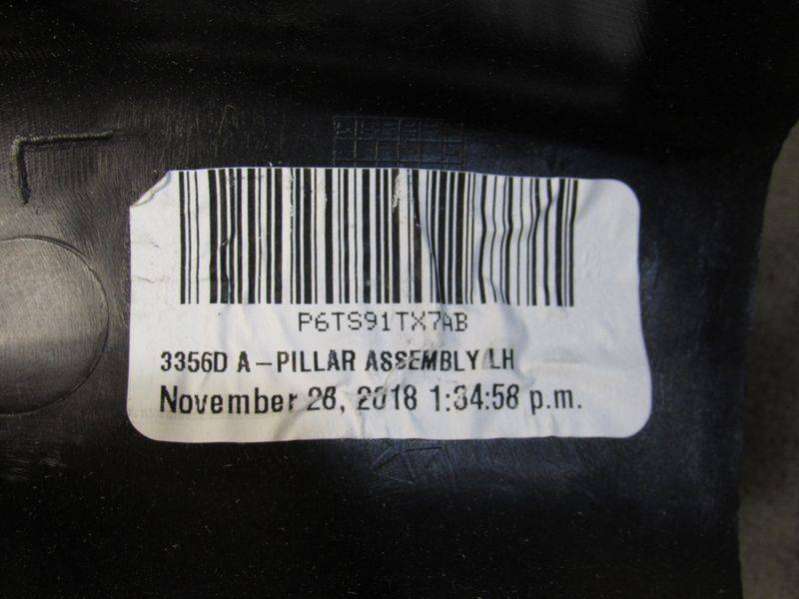 P6TS91TX7AB
3356D A-PILLAR ASSEMBLY LH
November 26, 2018 1:34:58 p.m.